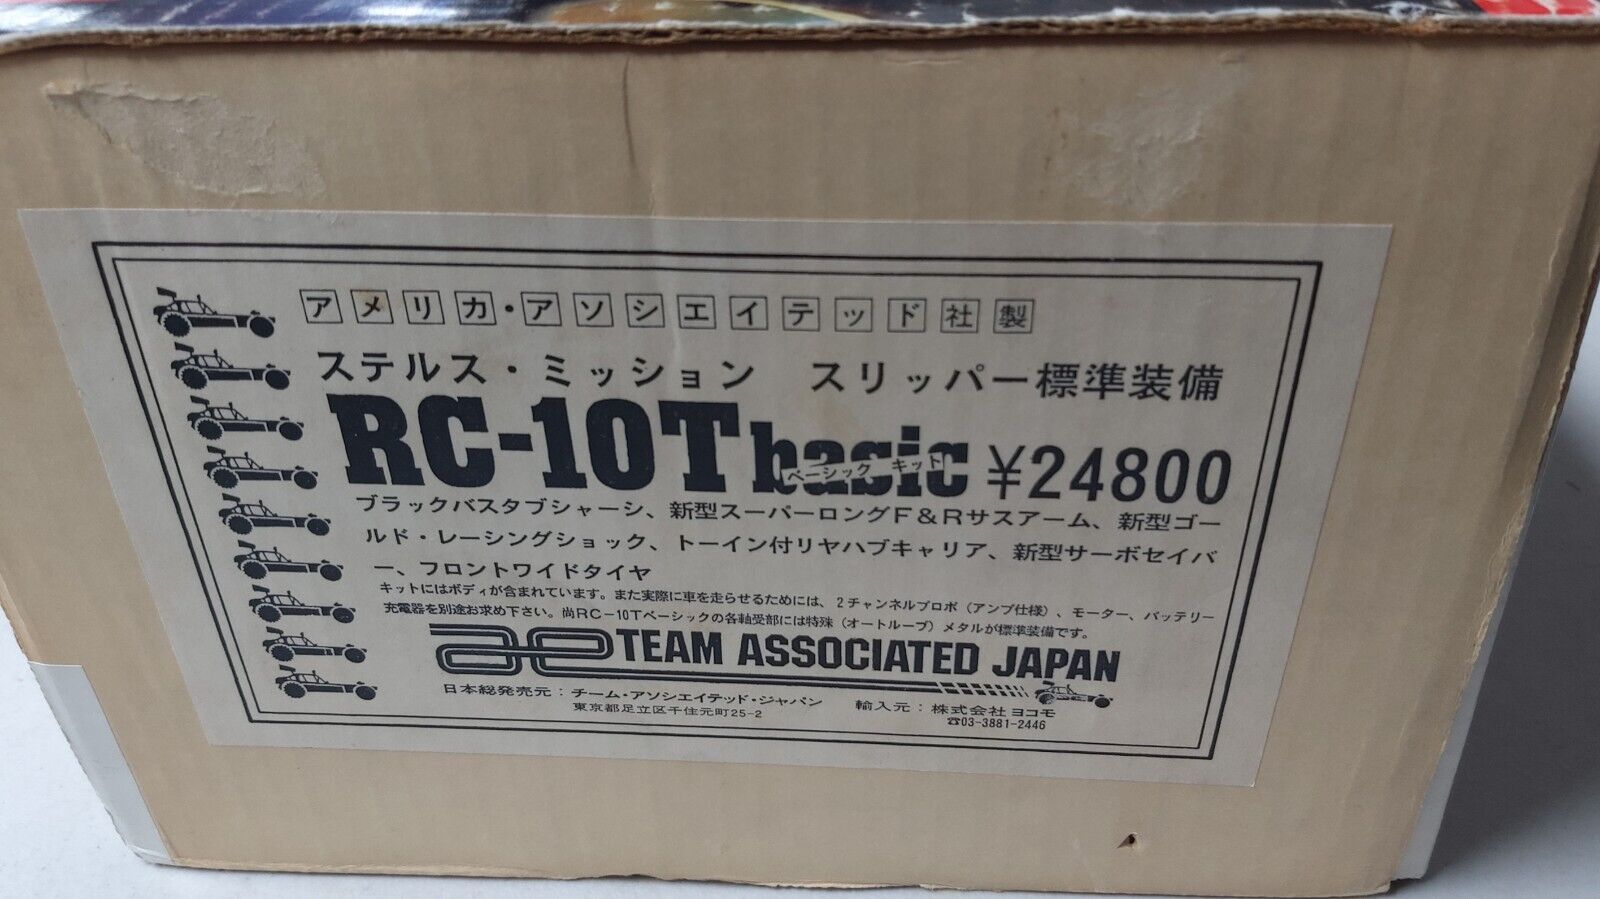 アメリカ・アソシエイテッド社製
ステルス・ミッション　スリッパー標準装備
RC-10T basic ¥24800
ベーシック キット
ブラックバスタブシャーシ、新型スーパーロングF&Rサスアーム、新型ゴー
ルド・レーシングショック、トーイン付リヤハブキャリア、新型サーボセイバ
ー、フロントワイドタイヤ
キットにはボディが含まれています。また実際に車を走らせるためには、2チャンネルプロポ（アンプ仕様）、モーター、バッテリー
充電器を別途お求め下さい。尚RC-10Tベーシックの各軸受部には特殊（オートルーブ）メタルが標準装備です。
ae TEAM ASSOCIATED JAPAN
日本総発売元：チーム・アソシエイテッド・ジャパン　輸入元：株式会社ヨコモ
東京都足立区千住元町25-2　☎03-3881-2446